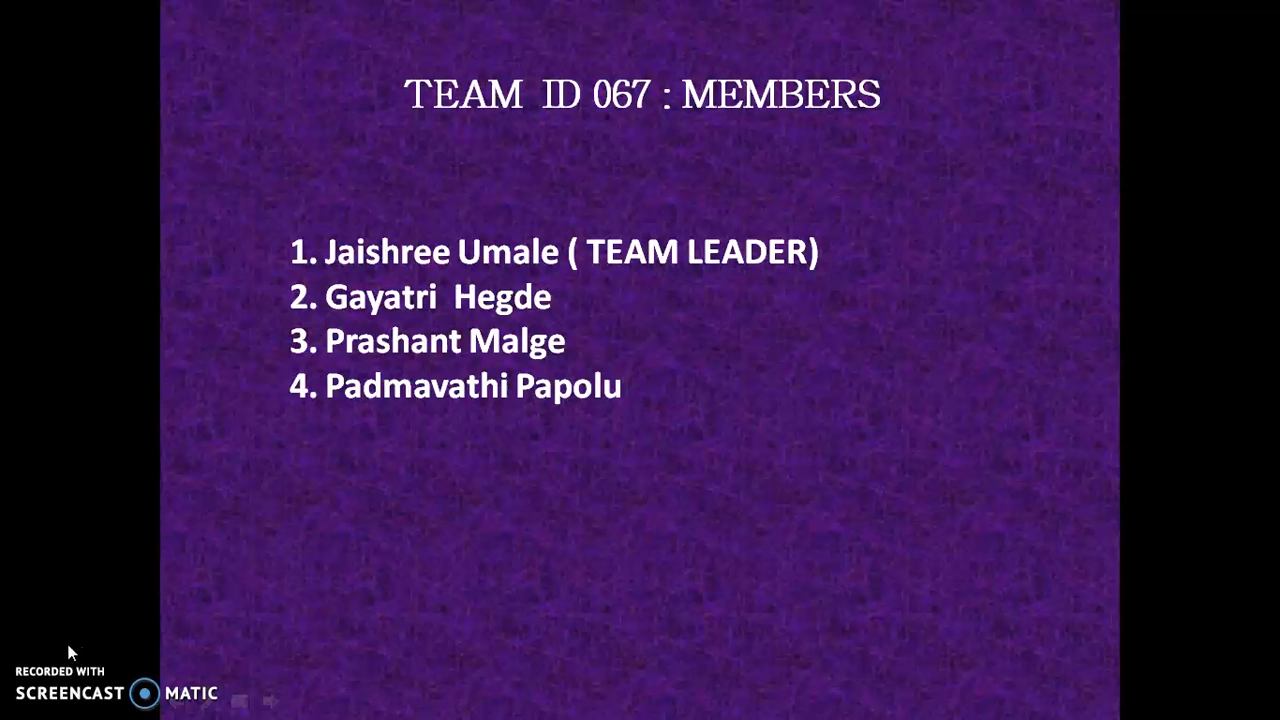 TEAM ID 067 : MEMBERS
1. Jaishree Umale ( TEAM LEADER)
2. Gayatri Hegde
3. Prashant Malge
4. Padmavathi Papolu
RECORDED WITH
SCREENCAST MATIC